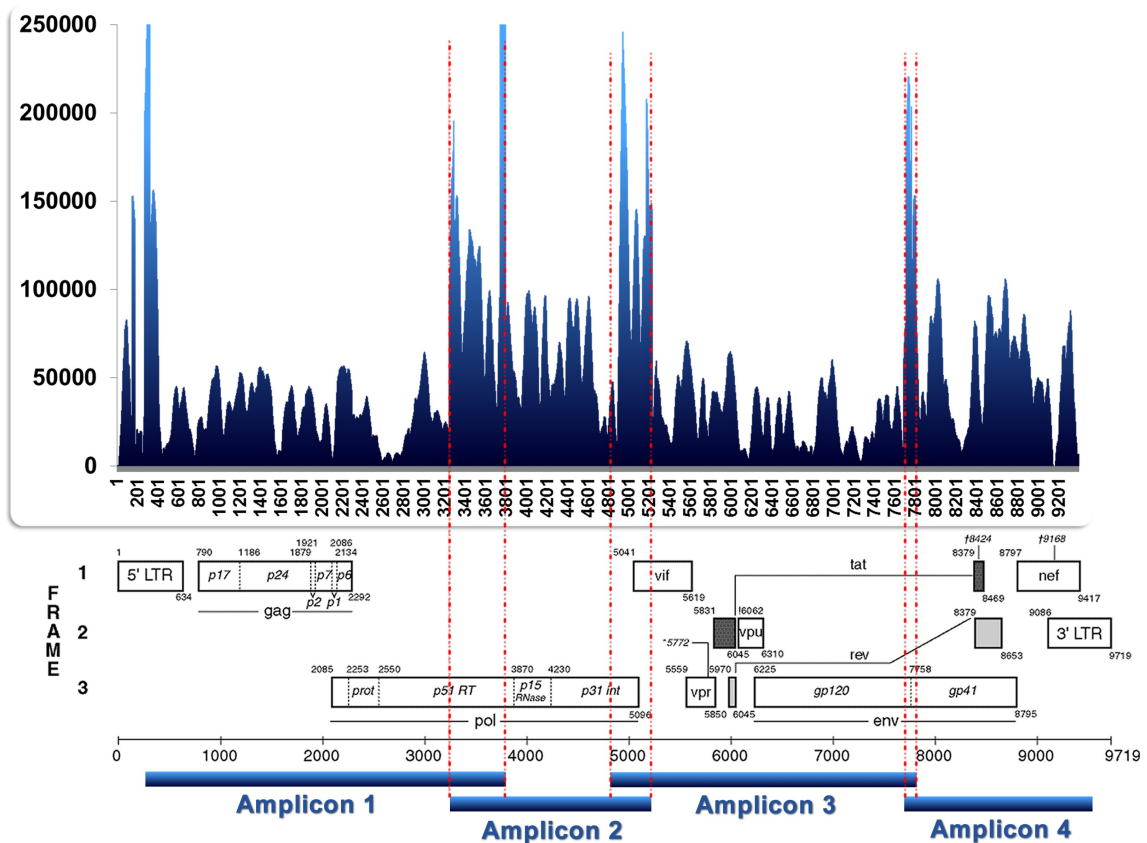 250000
200000
150000
100000
50000
0
1 201 401 601 801 1001 1201 1401 1601 1801 2001 2201 2401 2601 2801 3001 3201 3401 3601 3801 4001 4201 4401 4601 4801 5001 5201 5401 5601 5801 6001 6201 6401 6601 6801 7001 7201 7401 7601 7801 8001 8201 8401 8601 8801 9001 9201
FRAME
1 790 1186 1921 2086 5041 †8424 †9168
1879 2134 8379 8797
1 5' LTR p17 p24 p7 p6 vif tat nef
634 gag p2 p1 2292 5619 8469 9417
5831 !6062 8379 9086
2 vpu 3' LTR
*5772 6045 6310 rev 8653 9719
2085 2253 2550 3870 4230 5559 5970 6225 7758
3 prot p51 RT p15 RNase p31 int vpr gp120 gp41
5096 5850 6045 8795
pol env
0 1000 2000 3000 4000 5000 6000 7000 8000 9000 9719
Amplicon 1 Amplicon 3
Amplicon 2 Amplicon 4